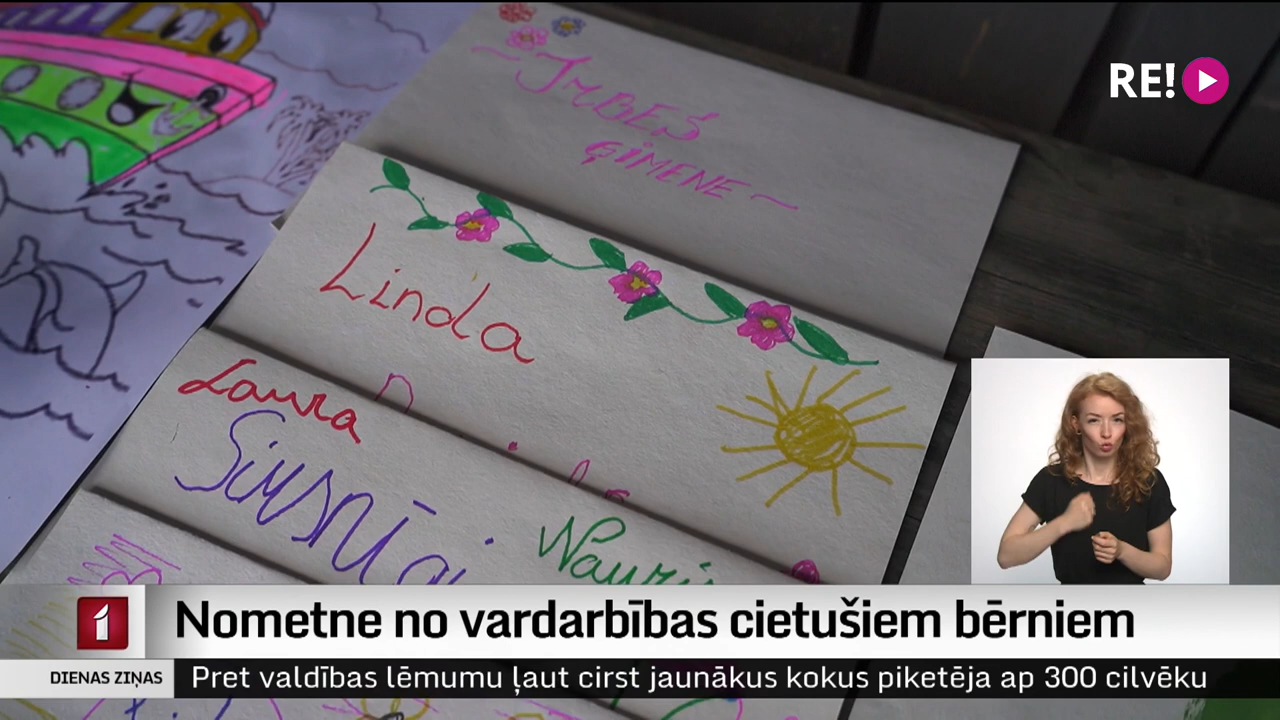 RE!
ĢIMENE
Linda
Laura
1
Nometne no vardarbības cietušiem bērniem
DIENAS ZIŅAS
Pret valdības lēmumu ļaut cirst jaunākus kokus piketēja ap 300 cilvēku